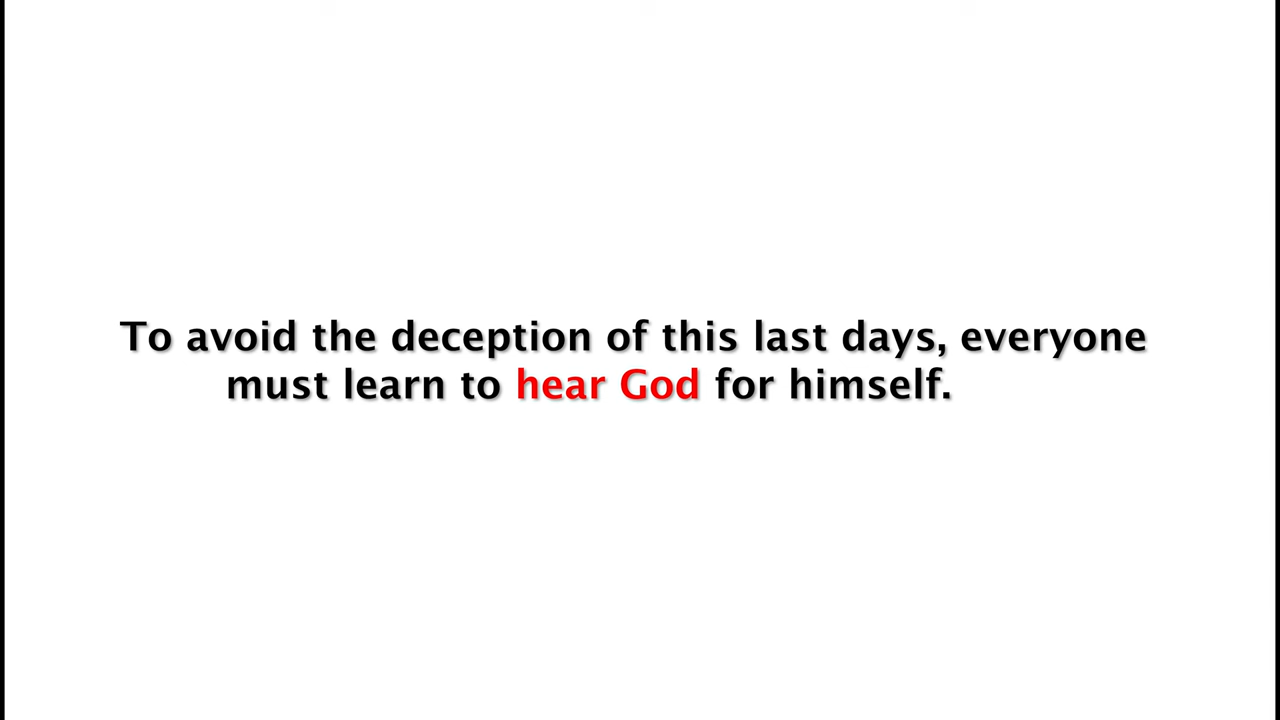 To avoid the deception of this last days, everyone
must learn to hear God for himself.